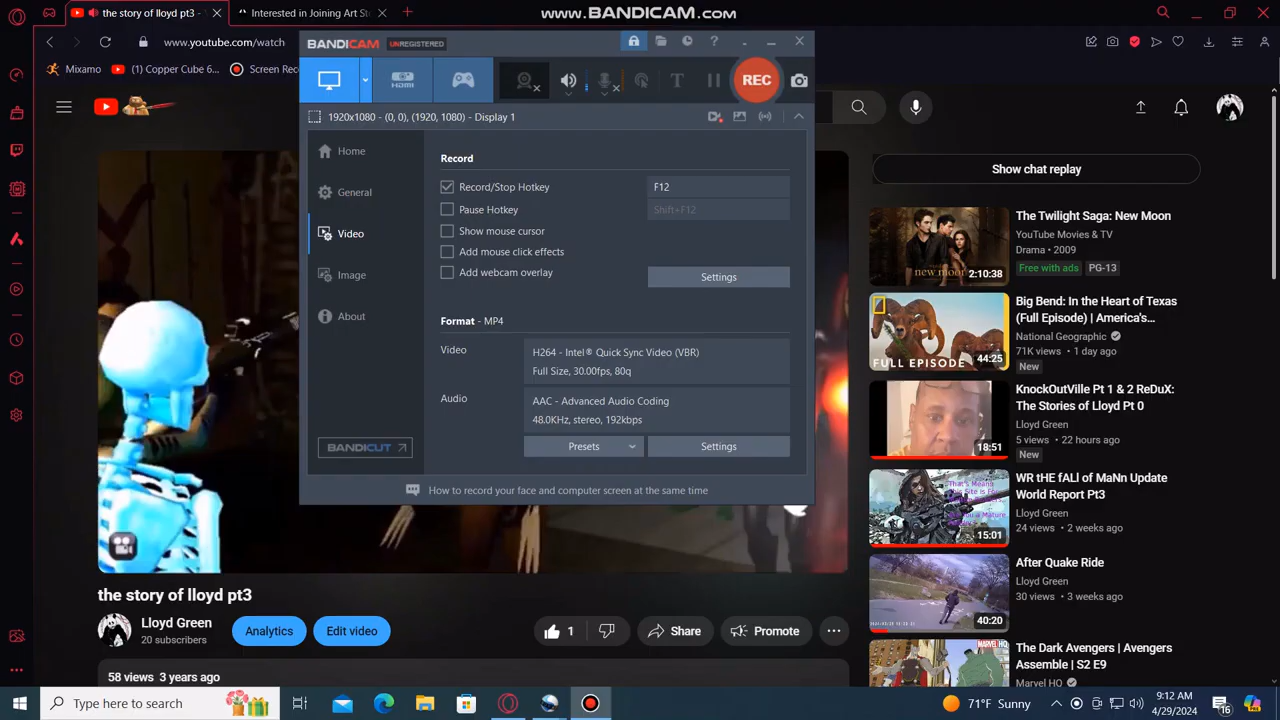 the story of lloyd pt3 -
Interested in Joining Art St
www.BANDICAM.com
www.youtube.com/watch
Mixamo
(1) Copper Cube 6...
Screen Rec
BANDICAM UNREGISTERED
REC
1920x1080 - (0, 0), (1920, 1080) - Display 1
Home
General
Video
Image
About
BANDICUT
Record
Record/Stop Hotkey
F12
Pause Hotkey
Shift+F12
Show mouse cursor
Add mouse click effects
Add webcam overlay
Settings
Format - MP4
Video
H264 - Intel® Quick Sync Video (VBR)
Full Size, 30.00fps, 80q
Audio
AAC - Advanced Audio Coding
48.0KHz, stereo, 192kbps
Presets
Settings
How to record your face and computer screen at the same time
the story of lloyd pt3
Lloyd Green
20 subscribers
Analytics
Edit video
1
Share
Promote
58 views 3 years ago
Show chat replay
new moon
2:10:38
The Twilight Saga: New Moon
YouTube Movies & TV
Drama • 2009
Free with ads
PG-13
FULL EPISODE
44:25
Big Bend: In the Heart of Texas
(Full Episode) | America's...
National Geographic
71K views • 1 day ago
New
18:51
KnockOutVille Pt 1 & 2 ReDuX:
The Stories of Lloyd Pt 0
5 views • 22 hours ago
New
That's Means
This Site is For
You a Mature
15:01
WR tHE fALl of MaNn Update
World Report Pt3
Lloyd Green
24 views • 2 weeks ago
40:20
After Quake Ride
Lloyd Green
30 views • 3 weeks ago
MARVEL HQ
The Dark Avengers | Avengers
Assemble | S2 E9
Marvel HQ
Type here to search
71°F Sunny
9:12 AM
4/29/2024
16